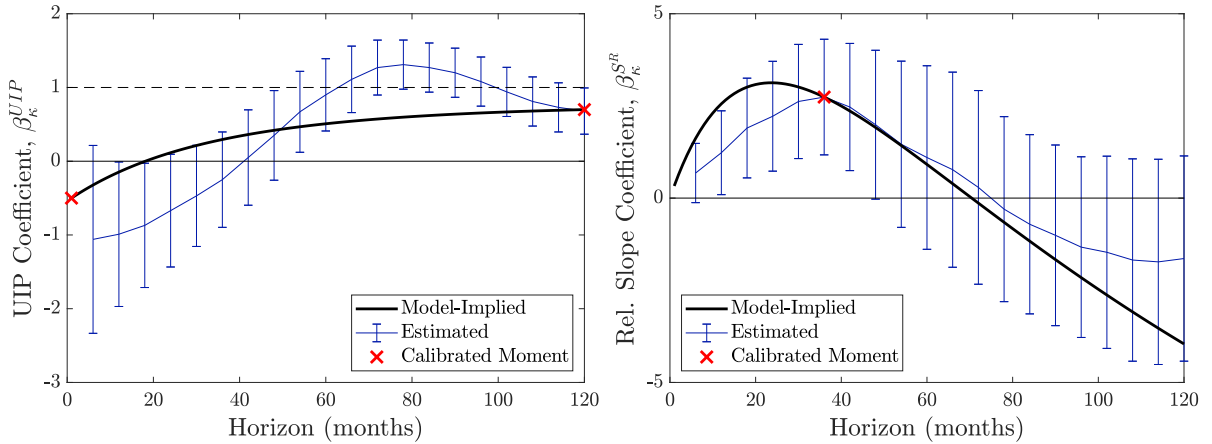 UIP Coefficient, β_κ^{UIP}
2
1
0
-1
-2
-3
0
20
40
60
80
100
120
Horizon (months)
Model-Implied
Estimated
Calibrated Moment
Rel. Slope Coefficient, β_κ^{S^R}
5
0
-5
0
20
40
60
80
100
120
Horizon (months)
Model-Implied
Estimated
Calibrated Moment